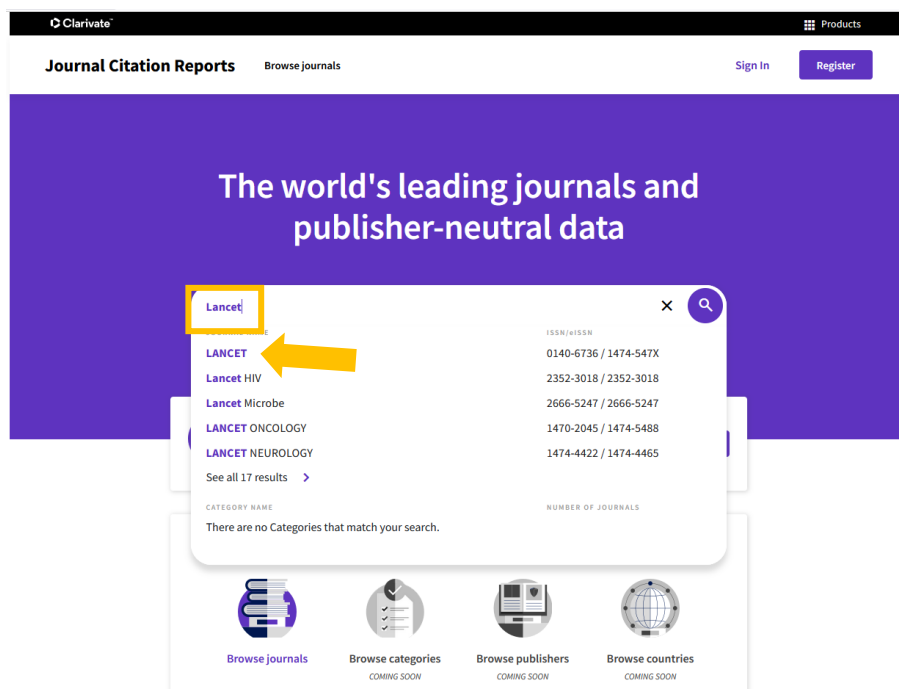 Clarivate™
Products
Journal Citation Reports
Browse journals
Sign In
Register
The world's leading journals and
publisher-neutral data
Lancet
ISSN/eISSN
LANCET 0140-6736 / 1474-547X
Lancet HIV 2352-3018 / 2352-3018
Lancet Microbe 2666-5247 / 2666-5247
LANCET ONCOLOGY 1470-2045 / 1474-5488
LANCET NEUROLOGY 1474-4422 / 1474-4465
See all 17 results
CATEGORY NAME NUMBER OF JOURNALS
There are no Categories that match your search.
Browse journals Browse categories Browse publishers Browse countries
COMING SOON COMING SOON COMING SOON